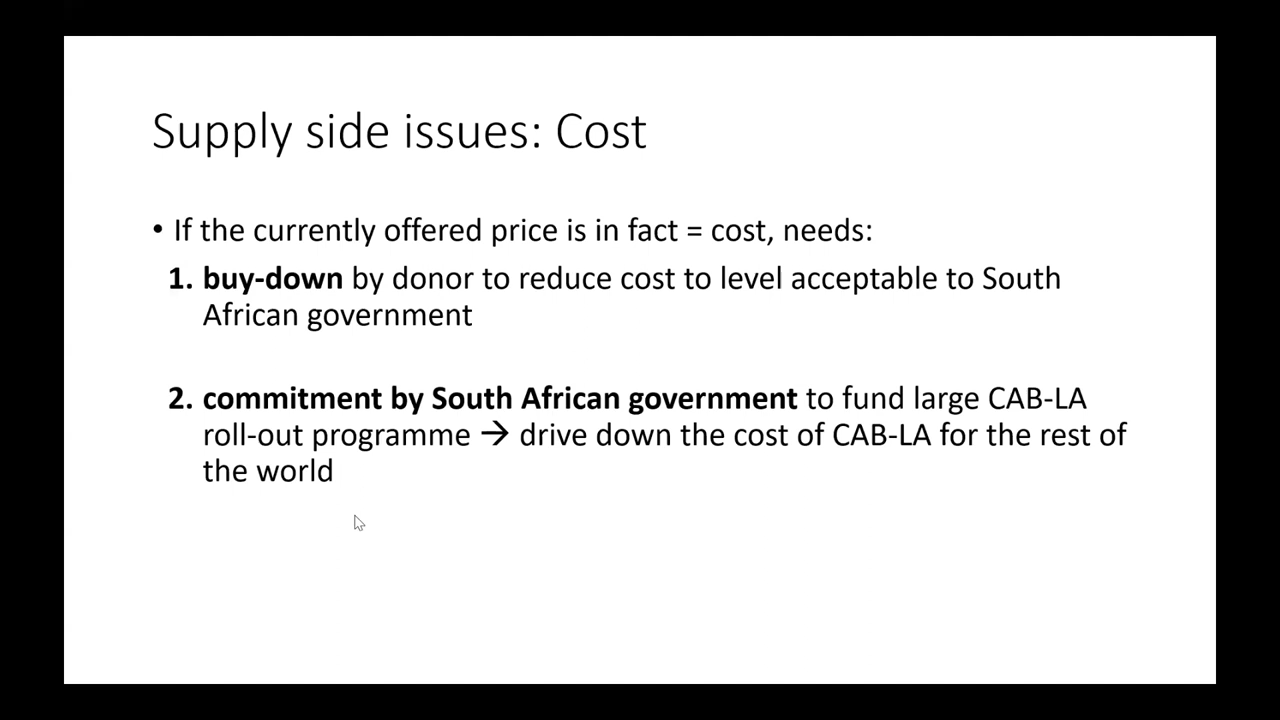 Supply side issues: Cost
• If the currently offered price is in fact = cost, needs:
1. buy-down by donor to reduce cost to level acceptable to South
African government
2. commitment by South African government to fund large CAB-LA
roll-out programme → drive down the cost of CAB-LA for the rest of
the world